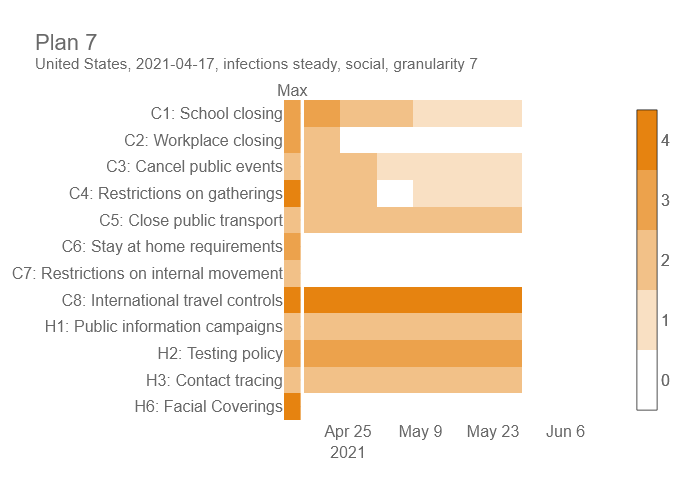 Plan 7
United States, 2021-04-17, infections steady, social, granularity 7
Max
C1: School closing
C2: Workplace closing
C3: Cancel public events
C4: Restrictions on gatherings
C5: Close public transport
C6: Stay at home requirements
C7: Restrictions on internal movement
C8: International travel controls
H1: Public information campaigns
H2: Testing policy
H3: Contact tracing
H6: Facial Coverings
Apr 25 May 9 May 23 Jun 6
2021
4
3
2
1
0